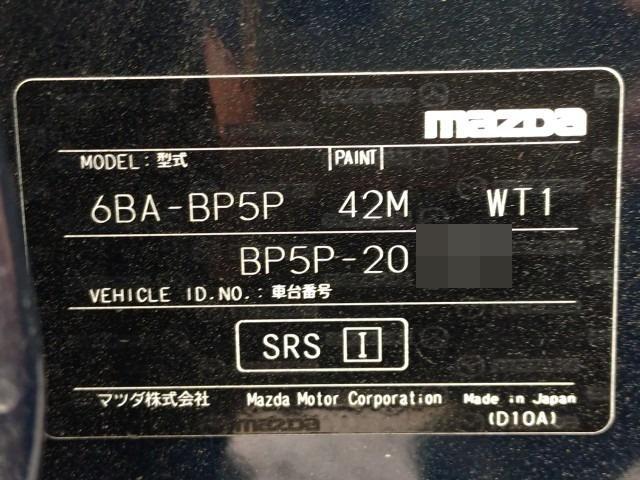 mazda
MODEL: 型式 PAINT
6BA-BP5P 42M WT1
BP5P-20
VEHICLE ID.NO.: 車台番号
SRS I
マツダ株式会社 Mazda Motor Corporation Made in Japan
(D10A)